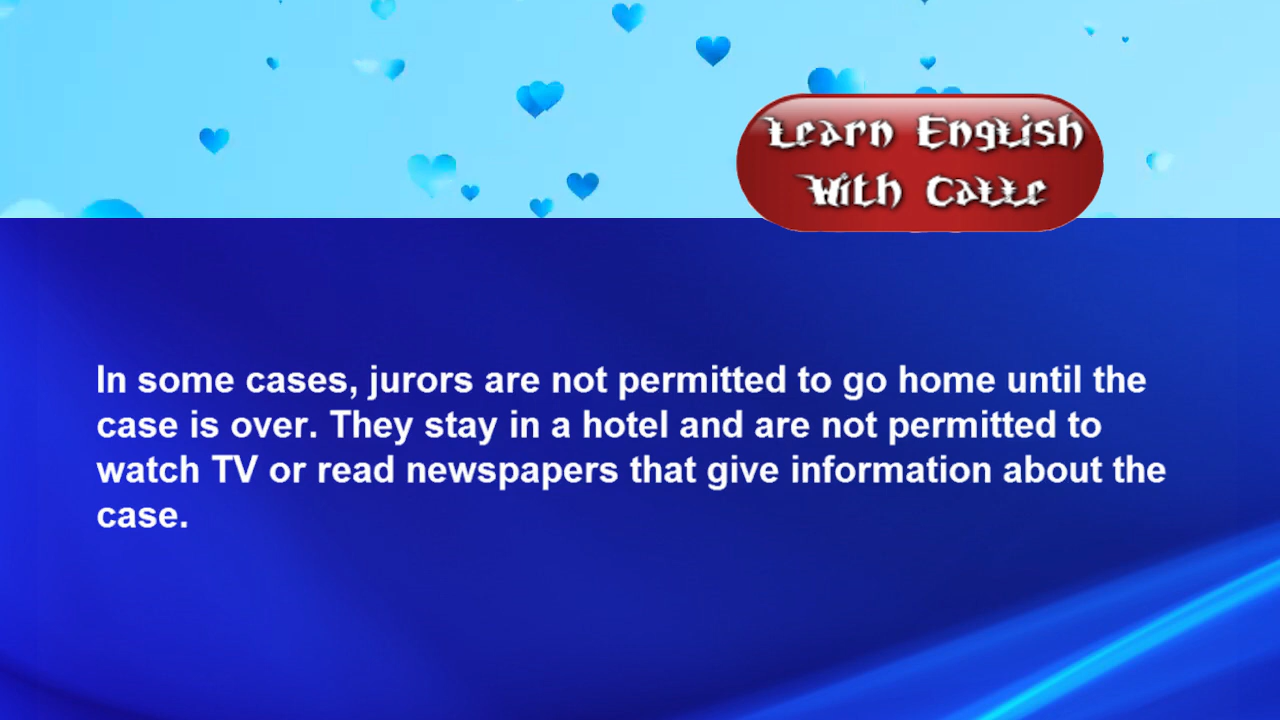 Learn English
With Calle
In some cases, jurors are not permitted to go home until the
case is over. They stay in a hotel and are not permitted to
watch TV or read newspapers that give information about the
case.